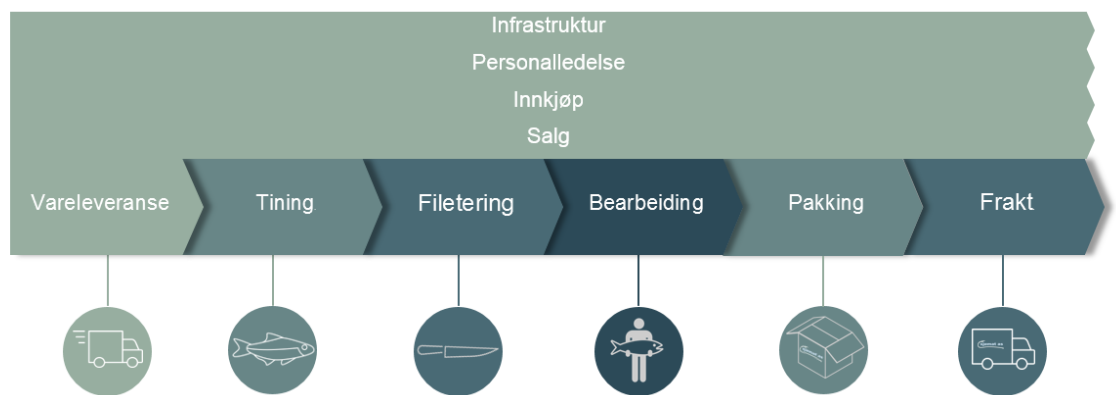 Infrastruktur
Personalledelse
Innkjøp
Salg
Vareleveranse
Tining
Filetering
Bearbeiding
Pakking
Frakt